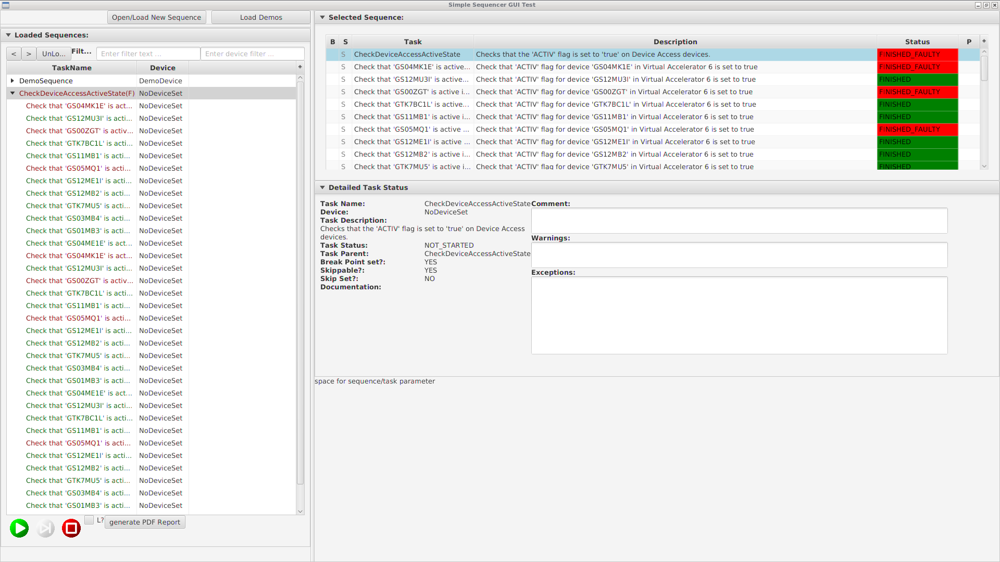 Simple Sequencer GUI Test
Open/Load New Sequence
Load Demos
Loaded Sequences:
<
>
UnLo...
Filt...
Enter filter text ...
Enter device filter ...
TaskName Device +
DemoSequence DemoDevice
CheckDeviceAccessActiveState(F) NoDeviceSet
Check that 'GS04MK1E' is act... NoDeviceSet
Check that 'GS12MU3I' is act... NoDeviceSet
Check that 'GS00ZGT' is activ... NoDeviceSet
Check that 'GTK7BC1L' is acti... NoDeviceSet
Check that 'GS11MB1' is acti... NoDeviceSet
Check that 'GS05MQ1' is acti... NoDeviceSet
Check that 'GS12ME1I' is acti... NoDeviceSet
Check that 'GS12MB2' is acti... NoDeviceSet
Check that 'GTK7MU5' is acti... NoDeviceSet
Check that 'GS03MB4' is acti... NoDeviceSet
Check that 'GS01MB3' is acti... NoDeviceSet
Check that 'GS04ME1E' is act... NoDeviceSet
Check that 'GS04MK1E' is act... NoDeviceSet
Check that 'GS12MU3I' is act... NoDeviceSet
Check that 'GS00ZGT' is activ... NoDeviceSet
Check that 'GTK7BC1L' is acti... NoDeviceSet
Check that 'GS11MB1' is acti... NoDeviceSet
Check that 'GS05MQ1' is acti... NoDeviceSet
Check that 'GS12ME1I' is acti... NoDeviceSet
Check that 'GS12MB2' is acti... NoDeviceSet
Check that 'GTK7MU5' is acti... NoDeviceSet
Check that 'GS03MB4' is acti... NoDeviceSet
Check that 'GS01MB3' is acti... NoDeviceSet
Check that 'GS04ME1E' is act... NoDeviceSet
Check that 'GS12MU3I' is act... NoDeviceSet
Check that 'GTK7BC1L' is acti... NoDeviceSet
Check that 'GS11MB1' is acti... NoDeviceSet
Check that 'GS05MQ1' is acti... NoDeviceSet
Check that 'GS12ME1I' is acti... NoDeviceSet
Check that 'GS12MB2' is acti... NoDeviceSet
Check that 'GTK7MU5' is acti... NoDeviceSet
Check that 'GS03MB4' is acti... NoDeviceSet
Check that 'GS01MB3' is acti... NoDeviceSet
L?
generate PDF Report
Selected Sequence:
B S Task Description Status P +
S CheckDeviceAccessActiveState Checks that the 'ACTIV' flag is set to 'true' on Device Access devices. FINISHED_FAULTY
S Check that 'GS04MK1E' is active... Check that 'ACTIV' flag for device 'GS04MK1E' in Virtual Accelerator 6 is set to true FINISHED_FAULTY
S Check that 'GS12MU3I' is active... Check that 'ACTIV' flag for device 'GS12MU3I' in Virtual Accelerator 6 is set to true FINISHED
S Check that 'GS00ZGT' is active i... Check that 'ACTIV' flag for device 'GS00ZGT' in Virtual Accelerator 6 is set to true FINISHED_FAULTY
S Check that 'GTK7BC1L' is active... Check that 'ACTIV' flag for device 'GTK7BC1L' in Virtual Accelerator 6 is set to true FINISHED
S Check that 'GS11MB1' is active i... Check that 'ACTIV' flag for device 'GS11MB1' in Virtual Accelerator 6 is set to true FINISHED
S Check that 'GS05MQ1' is active ... Check that 'ACTIV' flag for device 'GS05MQ1' in Virtual Accelerator 6 is set to true FINISHED_FAULTY
S Check that 'GS12ME1I' is active ... Check that 'ACTIV' flag for device 'GS12ME1I' in Virtual Accelerator 6 is set to true FINISHED
S Check that 'GS12MB2' is active i... Check that 'ACTIV' flag for device 'GS12MB2' in Virtual Accelerator 6 is set to true FINISHED
S Check that 'GTK7MU5' is active i... Check that 'ACTIV' flag for device 'GTK7MU5' in Virtual Accelerator 6 is set to true FINISHED
Detailed Task Status
Task Name: CheckDeviceAccessActiveState
Device: NoDeviceSet
Task Description:
Checks that the 'ACTIV' flag is set to 'true' on Device Access
devices.
Task Status: NOT_STARTED
Task Parent: CheckDeviceAccessActiveState
Break Point set?: YES
Skippable?: YES
Skip Set?: NO
Documentation:
Comment:
Warnings:
Exceptions:
space for sequence/task parameter